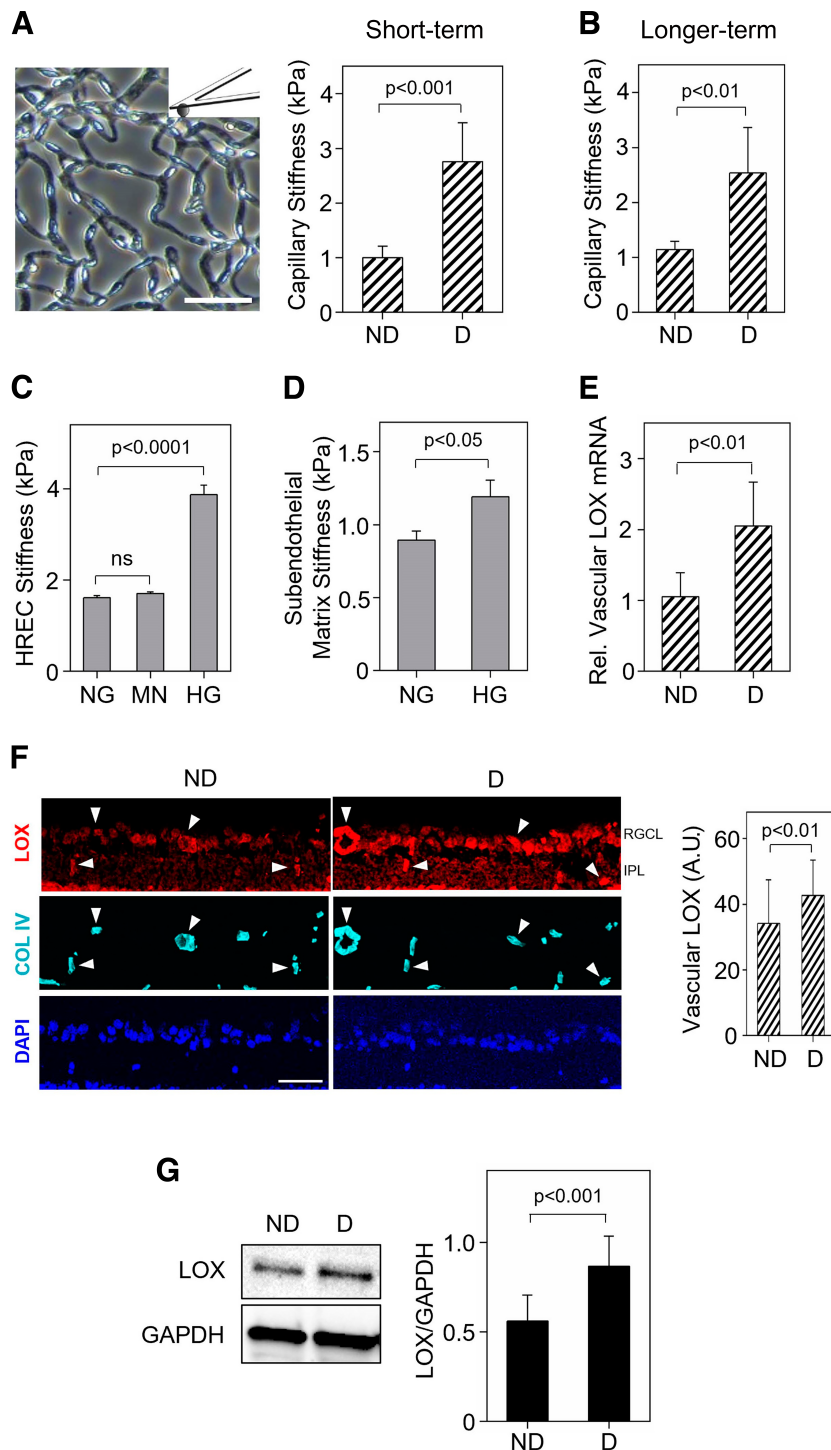 A
Short-term
Capillary Stiffness (kPa)
4
3
2
1
0
p<0.001
ND D
B
Longer-term
Capillary Stiffness (kPa)
4
3
2
1
0
p<0.01
ND D
C
HREC Stiffness (kPa)
4
2
0
p<0.0001
ns
NG MN HG
D
Subendothelial
Matrix Stiffness (kPa)
1.5
1.0
0.5
0
p<0.05
NG HG
E
Rel. Vascular LOX mRNA
3
2
1
0
p<0.01
ND D
F
ND D
LOX
RGCL
IPL
COL IV
DAPI
Vascular LOX (A.U.)
60
40
20
0
p<0.01
ND D
G
ND D
LOX
GAPDH
LOX/GAPDH
1.0
0.5
0
p<0.001
ND D